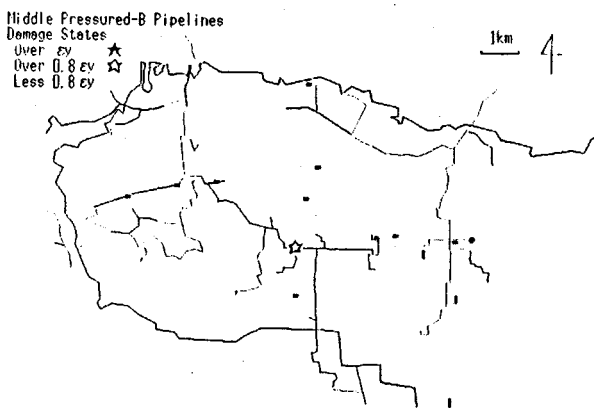 Middle Pressured-B Pipelines
Damage States
Over εy ★
Over 0.8 εy ☆
Less 0.8 εy
1km